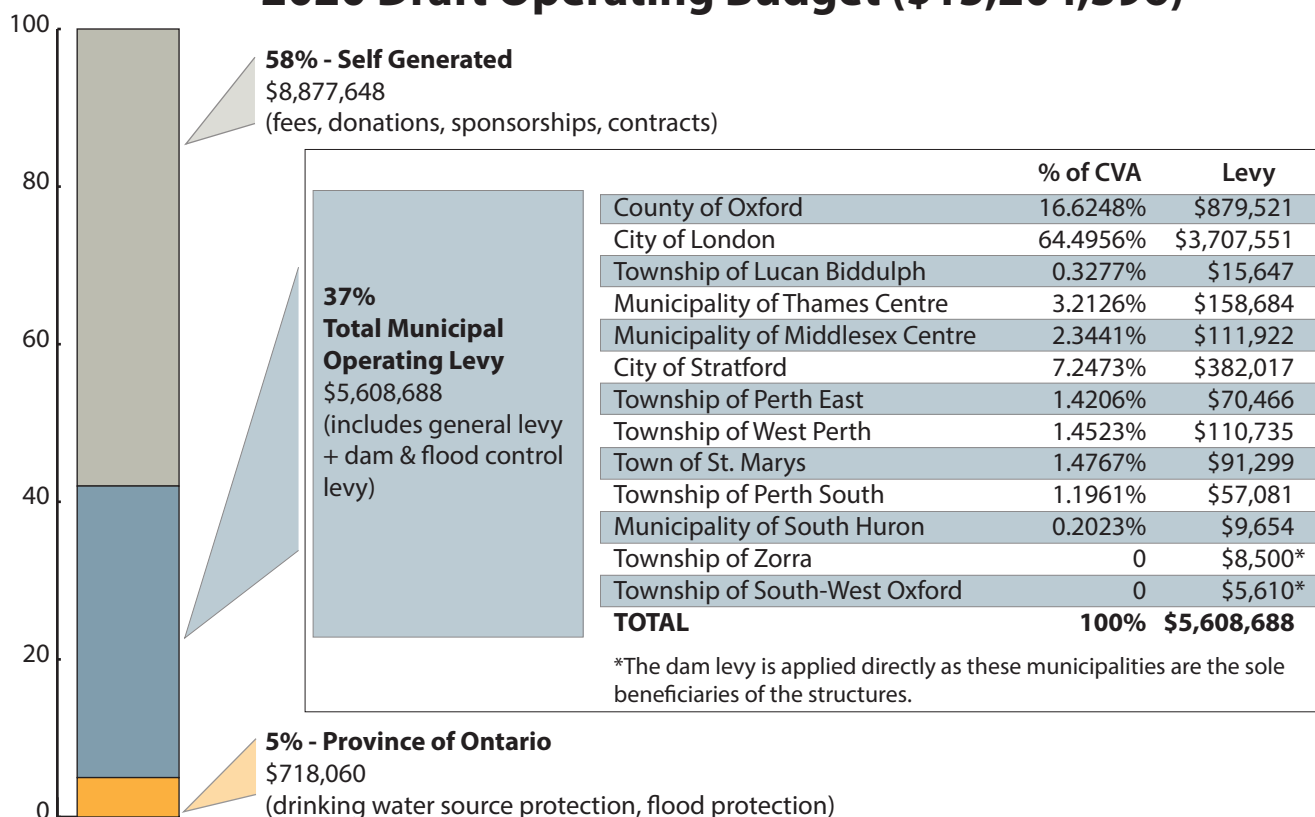 2020 Draft Operating Budget ($15,204,396)
100
80
60
40
20
0
58% - Self Generated
$8,877,648
(fees, donations, sponsorships, contracts)
37%
Total Municipal
Operating Levy
$5,608,688
(includes general levy
+ dam & flood control
levy)
% of CVA Levy
County of Oxford 16.6248% $879,521
City of London 64.4956% $3,707,551
Township of Lucan Biddulph 0.3277% $15,647
Municipality of Thames Centre 3.2126% $158,684
Municipality of Middlesex Centre 2.3441% $111,922
City of Stratford 7.2473% $382,017
Township of Perth East 1.4206% $70,466
Township of West Perth 1.4523% $110,735
Town of St. Marys 1.4767% $91,299
Township of Perth South 1.1961% $57,081
Municipality of South Huron 0.2023% $9,654
Township of Zorra 0 $8,500*
Township of South-West Oxford 0 $5,610*
TOTAL 100% $5,608,688
*The dam levy is applied directly as these municipalities are the sole
beneficiaries of the structures.
5% - Province of Ontario
$718,060
(drinking water source protection, flood protection)